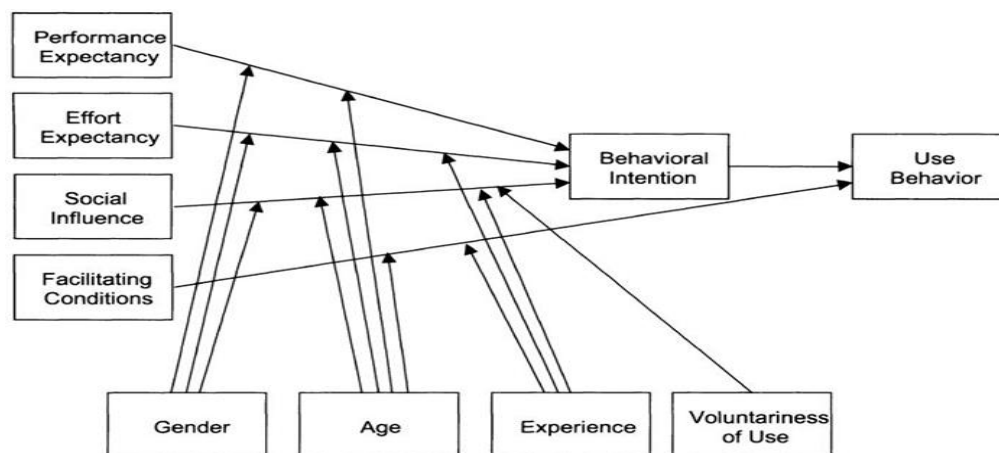 Performance
Expectancy
Effort
Expectancy
Social
Influence
Facilitating
Conditions
Behavioral
Intention
Use
Behavior
Gender
Age
Experience
Voluntariness
of Use